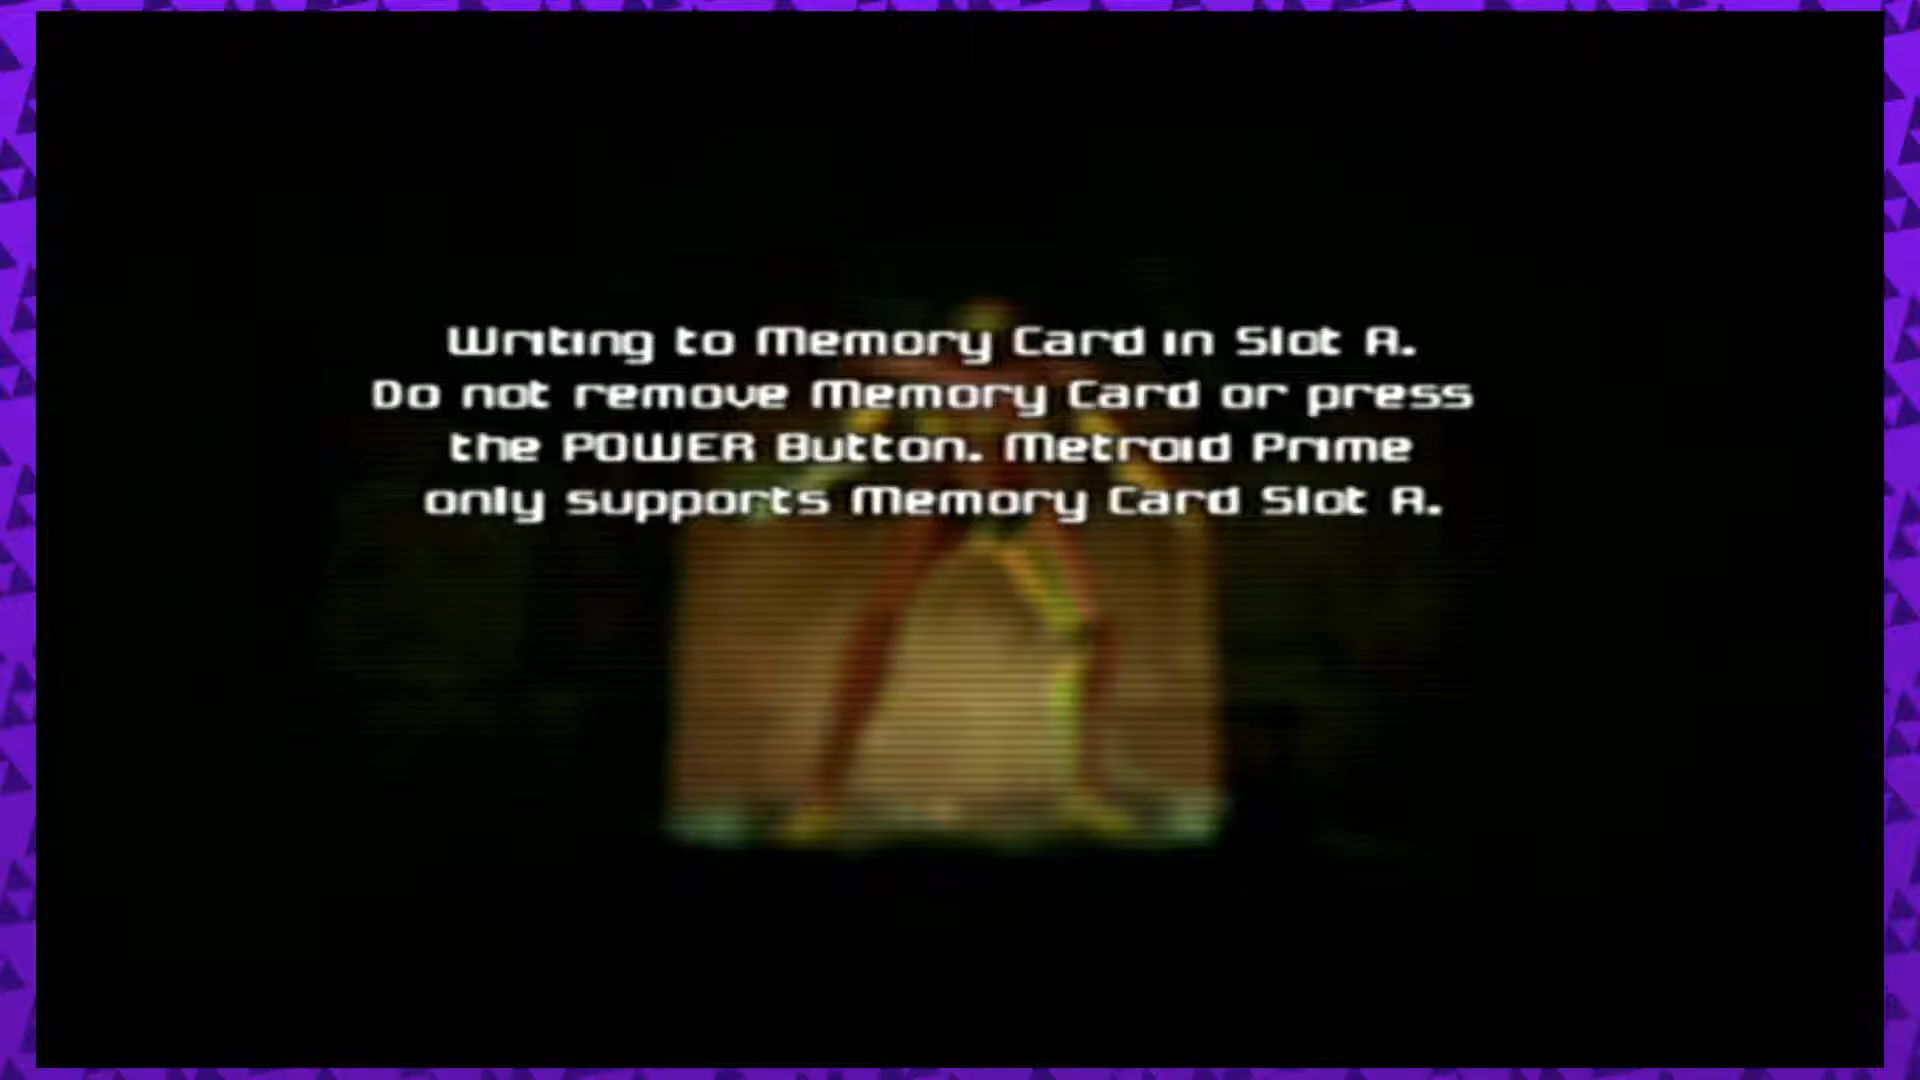 Writing to Memory Card in Slot A.
Do not remove Memory Card or press
the POWER Button. Metroid Prime
only supports Memory Card Slot A.